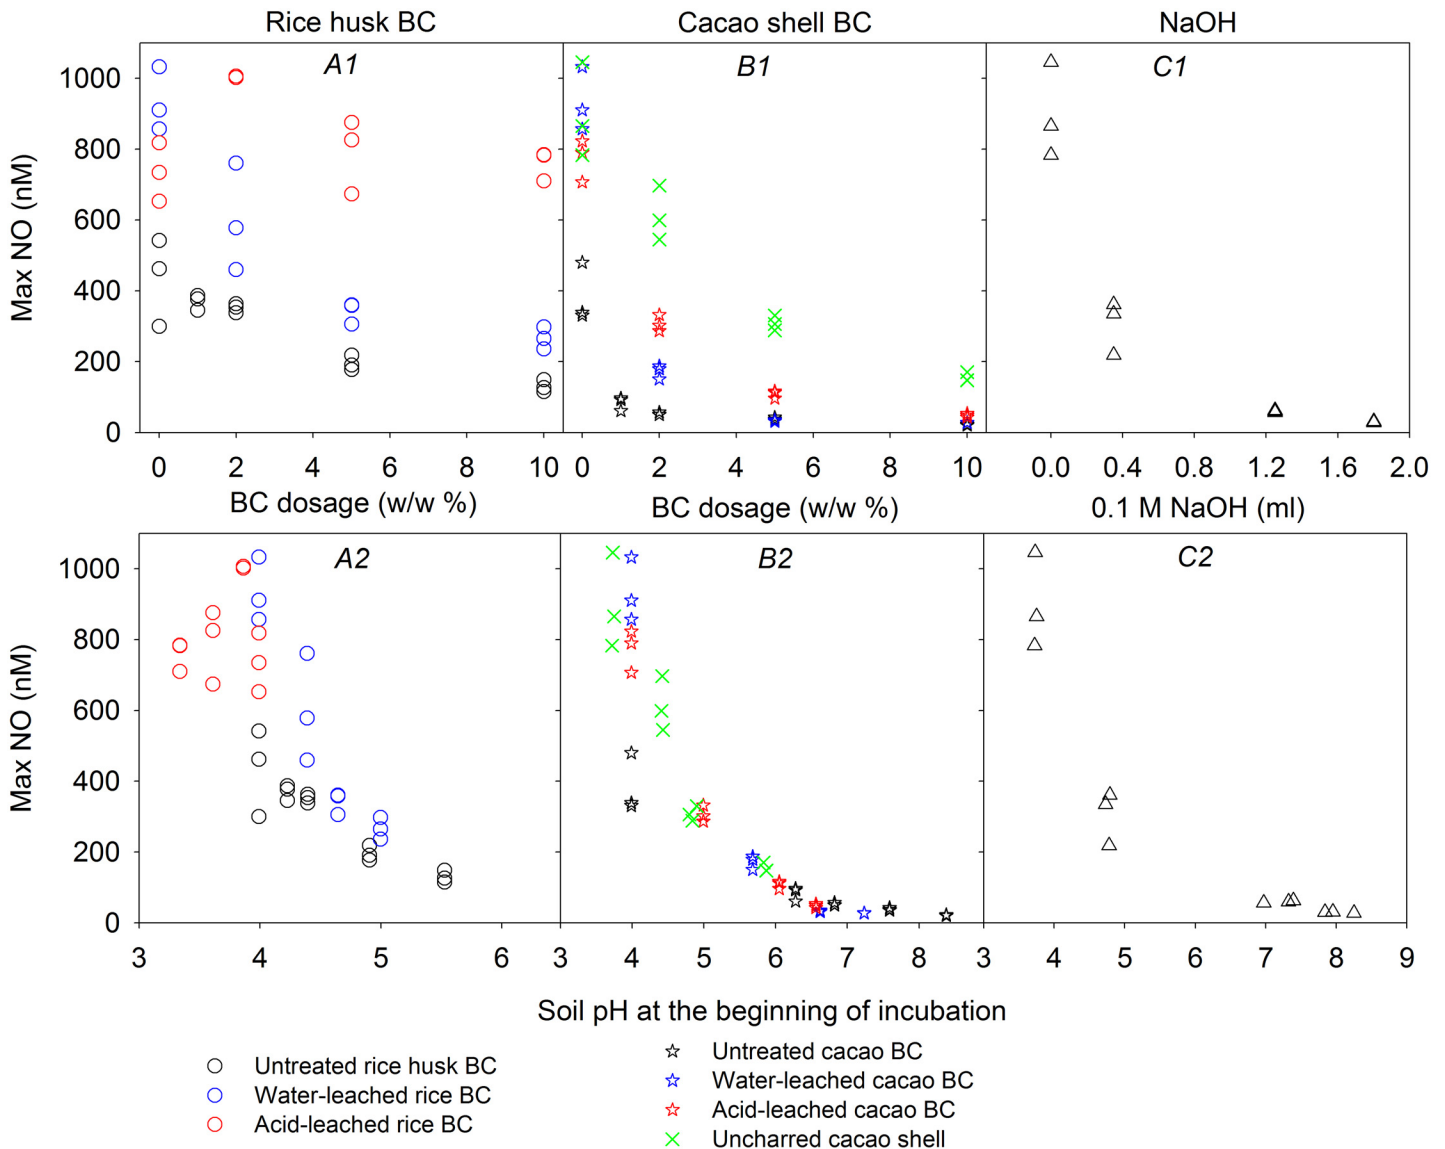 Rice husk BC Cacao shell BC NaOH
A1 B1 C1
Max NO (nM)
1000
800
600
400
200
0
0 2 4 6 8 10 0 2 4 6 8 10 0.0 0.4 0.8 1.2 1.6 2.0
BC dosage (w/w %) BC dosage (w/w %) 0.1 M NaOH (ml)
A2 B2 C2
Max NO (nM)
1000
800
600
400
200
0
3 4 5 6 3 4 5 6 7 8 3 4 5 6 7 8 9
Soil pH at the beginning of incubation
Untreated rice husk BC
Water-leached rice BC
Acid-leached rice BC
Untreated cacao BC
Water-leached cacao BC
Acid-leached cacao BC
Uncharred cacao shell